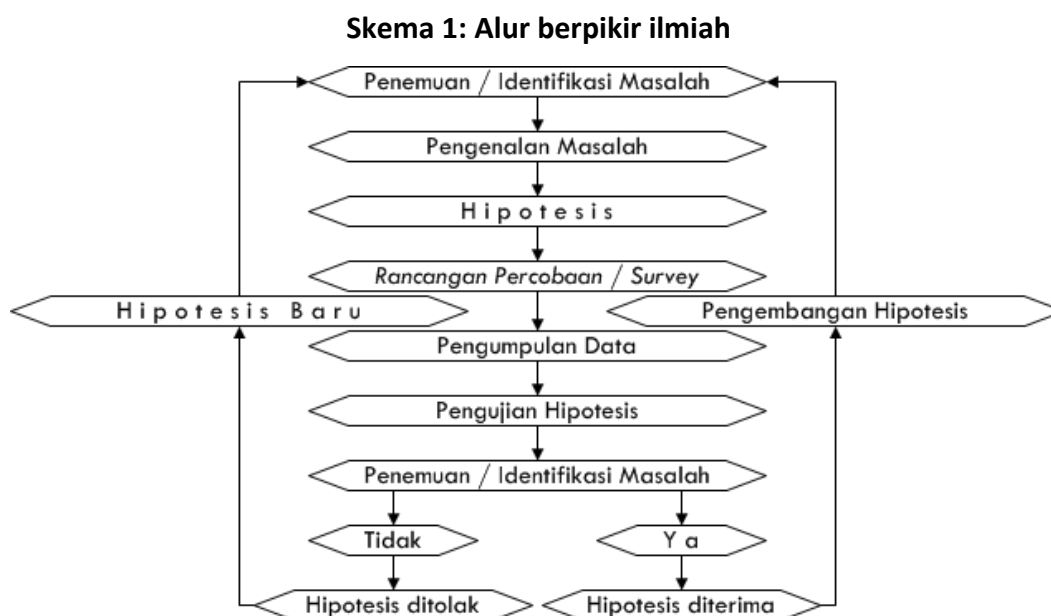 Skema 1: Alur berpikir ilmiah
Penemuan / Identifikasi Masalah
Pengenalan Masalah
Hipotesis
Rancangan Percobaan / Survey
Hipotesis Baru
Pengembangan Hipotesis
Pengumpulan Data
Pengujian Hipotesis
Penemuan / Identifikasi Masalah
Tidak
Ya
Hipotesis ditolak
Hipotesis diterima